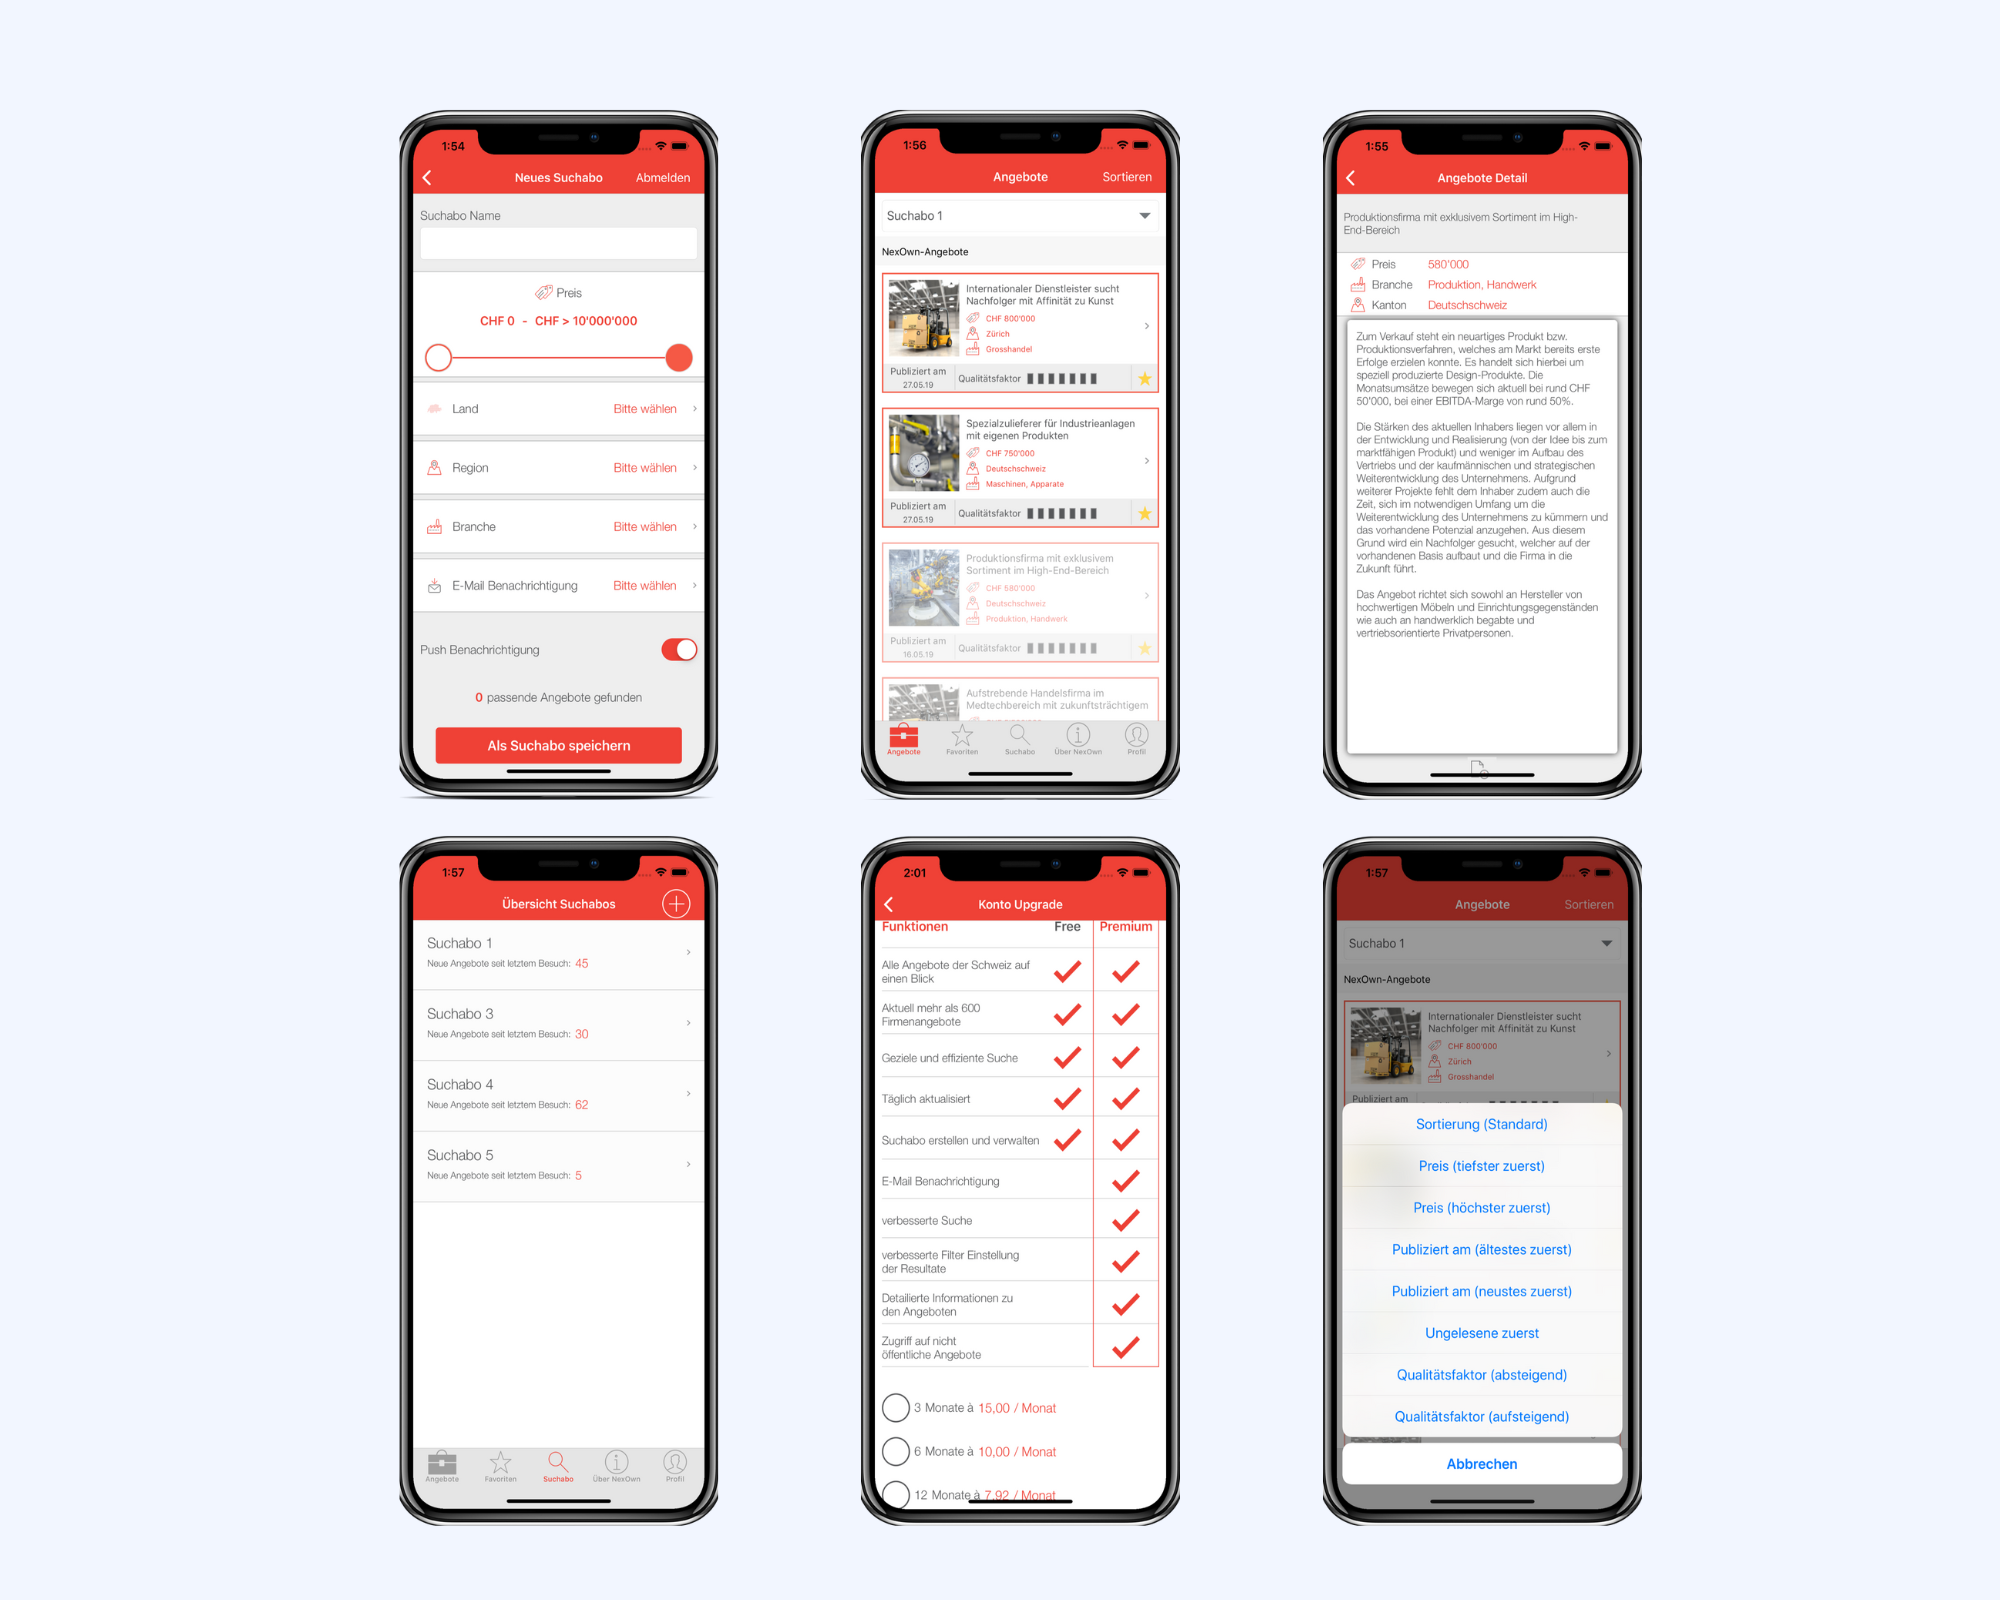 1:54
Neues Suchabo
Abmelden
Suchabo Name
Preis
CHF 0 - CHF > 10'000'000
Land Bitte wählen
Region Bitte wählen
Branche Bitte wählen
E-Mail Benachrichtigung Bitte wählen
Push Benachrichtigung
0 passende Angebote gefunden
Als Suchabo speichern
1:56
Angebote
Sortieren
Suchabo 1
NexOwn-Angebote
Internationaler Dienstleister sucht
Nachfolger mit Affinität zu Kunst
CHF 800'000
Zürich
Grosshandel
Publiziert am
27.05.19
Qualitätsfaktor
Spezialzulieferer für Industrieanlagen
mit eigenen Produkten
CHF 750'000
Deutschschweiz
Maschinen, Apparate
Publiziert am
27.05.19
Qualitätsfaktor
Produktionsfirma mit exklusivem
Sortiment im High-End-Bereich
CHF 580'000
Deutschschweiz
Produktion, Handwerk
Publiziert am
16.05.19
Qualitätsfaktor
Aufstrebende Handelsfirma im
Medtechbereich mit zukunftsträchtigem
Angebote
Favoriten
Suchabo
Über NexOwn
Profil
1:55
Angebote Detail
Produktionsfirma mit exklusivem Sortiment im High-
End-Bereich
Preis 580'000
Branche Produktion, Handwerk
Kanton Deutschschweiz
Zum Verkauf steht ein neuartiges Produkt bzw.
Produktionsverfahren, welches am Markt bereits erste
Erfolge erzielen konnte. Es handelt sich hierbei um
speziell produzierte Design-Produkte. Die
Monatsumsätze bewegen sich aktuell bei rund CHF
50'000, bei einer EBITDA-Marge von rund 50%.
Die Stärken des aktuellen Inhabers liegen vor allem in
der Entwicklung und Realisierung (von der Idee bis zum
marktfähigen Produkt) und weniger im Aufbau des
Vertriebs und der kaufmännischen und strategischen
Weiterentwicklung des Unternehmens. Aufgrund
weiterer Projekte fehlt dem Inhaber zudem auch die
Zeit, sich im notwendigen Umfang um die
Weiterentwicklung des Unternehmens zu kümmern und
das vorhandene Potenzial anzugehen. Aus diesem
Grund wird ein Nachfolger gesucht, welcher auf der
vorhandenen Basis aufbaut und die Firma in die
Zukunft führt.
Das Angebot richtet sich sowohl an Hersteller von
hochwertigen Möbeln und Einrichtungsgegenständen
wie auch an handwerklich begabte und
vertriebsorientierte Privatpersonen.
1:57
Übersicht Suchabos
Suchabo 1
Neue Angebote seit letztem Besuch: 45
Suchabo 3
Neue Angebote seit letztem Besuch: 30
Suchabo 4
Neue Angebote seit letztem Besuch: 62
Suchabo 5
Neue Angebote seit letztem Besuch: 5
Angebote
Favoriten
Suchabo
Über NexOwn
Profil
2:01
Konto Upgrade
Funktionen Free Premium
Alle Angebote der Schweiz auf
einen Blick
Aktuell mehr als 600
Firmenangebote
Geziele und effiziente Suche
Täglich aktualisiert
Suchabo erstellen und verwalten
E-Mail Benachrichtigung
verbesserte Suche
verbesserte Filter Einstellung
der Resultate
Detailierte Informationen zu
den Angeboten
Zugriff auf nicht
öffentliche Angebote
3 Monate à 15,00 / Monat
6 Monate à 10,00 / Monat
12 Monate à 7,92 / Monat
1:57
Angebote
Sortieren
Suchabo 1
NexOwn-Angebote
Internationaler Dienstleister sucht
Nachfolger mit Affinität zu Kunst
CHF 800'000
Zürich
Grosshandel
Publiziert am
Sortierung (Standard)
Preis (tiefster zuerst)
Preis (höchster zuerst)
Publiziert am (ältestes zuerst)
Publiziert am (neustes zuerst)
Ungelesene zuerst
Qualitätsfaktor (absteigend)
Qualitätsfaktor (aufsteigend)
Abbrechen